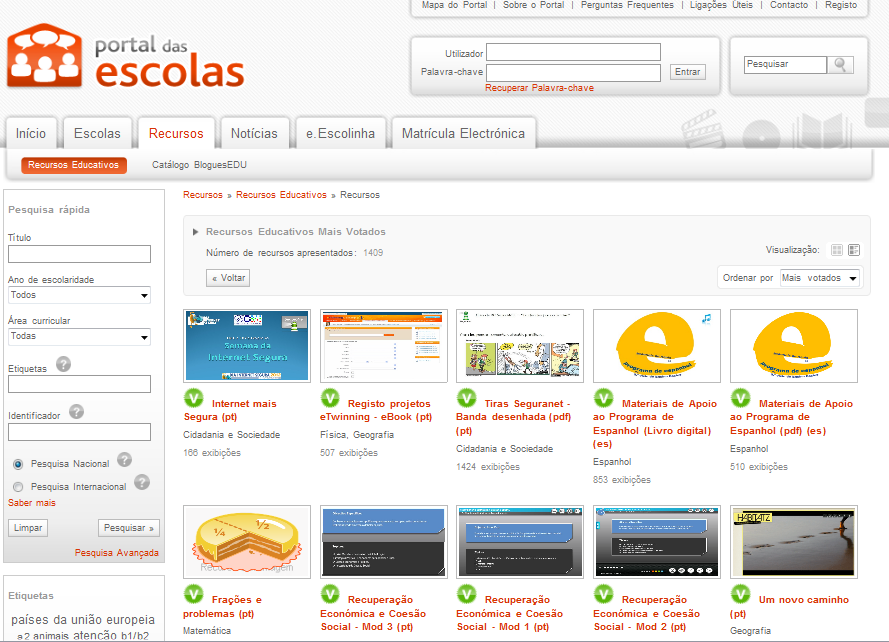 Mapa do Portal | Sobre o Portal | Perguntas Frequentes | Ligações Úteis | Contacto | Registo
portal das
escolas
Utilizador
Palavra-chave
Entrar
Recuperar Palavra-chave
Pesquisar
Início
Escolas
Recursos
Notícias
e.Escolinha
Matrícula Electrónica
Recursos Educativos
Catálogo BloguesEDU
Recursos » Recursos Educativos » Recursos
Pesquisa rápida
Título
Ano de escolaridade
Todos
Área curricular
Todas
Etiquetas ?
Identificador ?
Pesquisa Nacional ?
Pesquisa Internacional ?
Saber mais
Limpar
Pesquisar »
Pesquisa Avançada
Etiquetas
países da união europeia
a2 animais atenção b1/b2
Recursos Educativos Mais Votados
Número de recursos apresentados: 1409
« Voltar
Visualização:
Ordenar por Mais votados
Semana da
Internet Segura
e
programa de espanhol
e
programa de espanhol
V Internet mais
Segura (pt)
Cidadania e Sociedade
166 exibições
V Registo projetos
eTwinning - eBook (pt)
Física, Geografia
507 exibições
V Tiras Seguranet -
Banda desenhada (pdf)
(pt)
Cidadania e Sociedade
1424 exibições
V Materiais de Apoio
ao Programa de
Espanhol (Livro digital)
(es)
Espanhol
853 exibições
V Materiais de Apoio
ao Programa de
Espanhol (pdf) (es)
Espanhol
510 exibições
1/4
1/2
HABITATZ
V Frações e
problemas (pt)
Matemática
V Recuperação
Económica e Coesão
Social - Mod 3 (pt)
V Recuperação
Económica e Coesão
Social - Mod 1 (pt)
V Recuperação
Económica e Coesão
Social - Mod 2 (pt)
V Um novo caminho
(pt)
Geografia